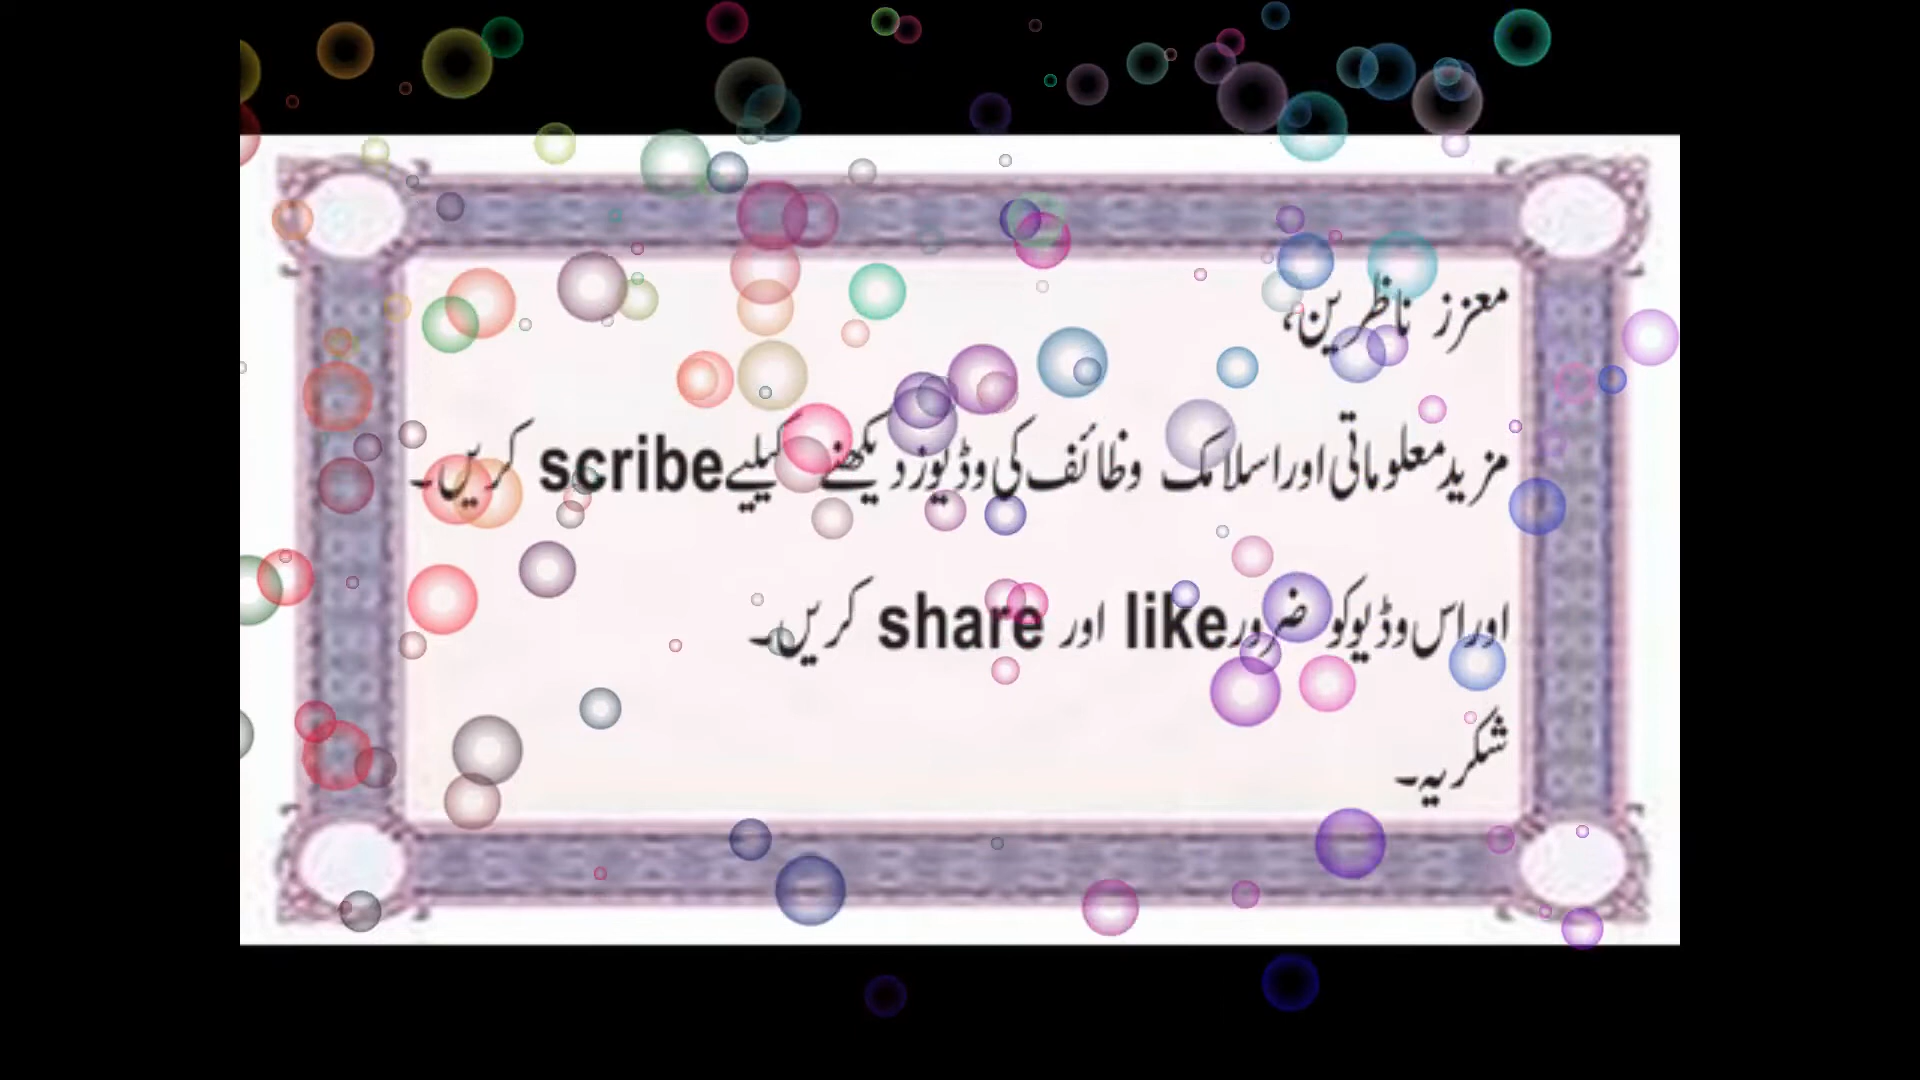 معزز ناظرین،
مزید معلوماتی اور اسلامک وظائف کی وڈیوز دیکھنے کیلیے scribe کریں۔
اور اس وڈیو کو ضرور like اور share کریں۔
شکریہ۔